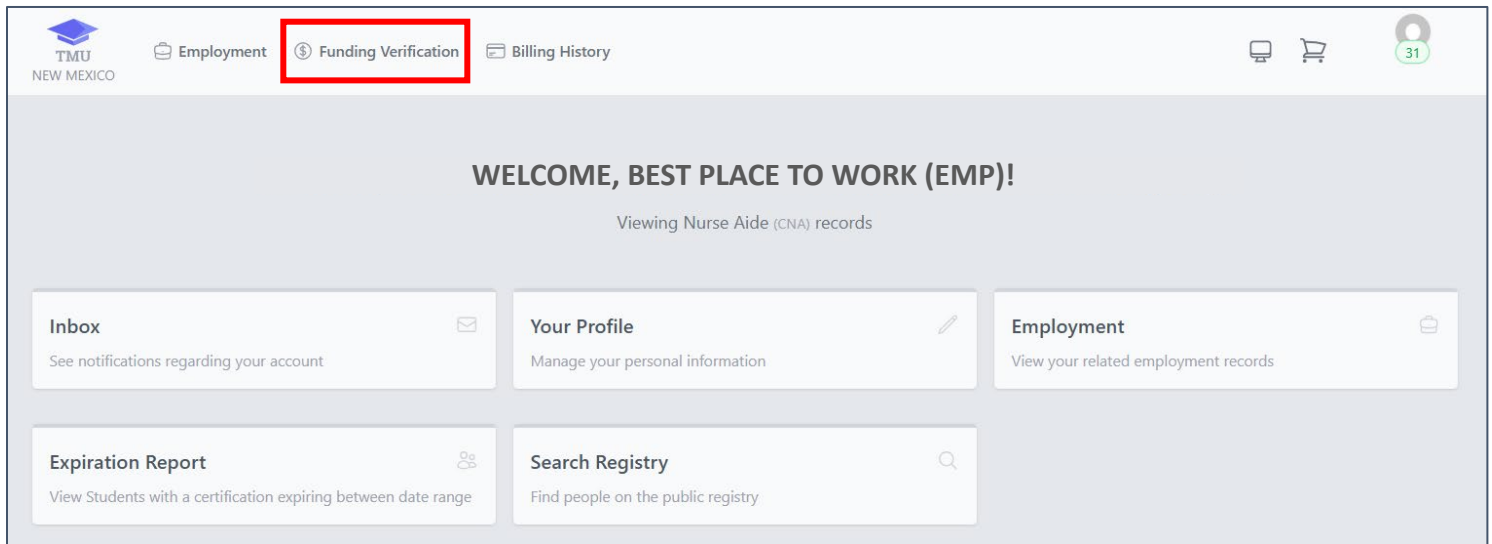 TMU
NEW MEXICO
Employment
Funding Verification
Billing History
31
WELCOME, BEST PLACE TO WORK (EMP)!
Viewing Nurse Aide (CNA) records
Inbox
See notifications regarding your account
Your Profile
Manage your personal information
Employment
View your related employment records
Expiration Report
View Students with a certification expiring between date range
Search Registry
Find people on the public registry